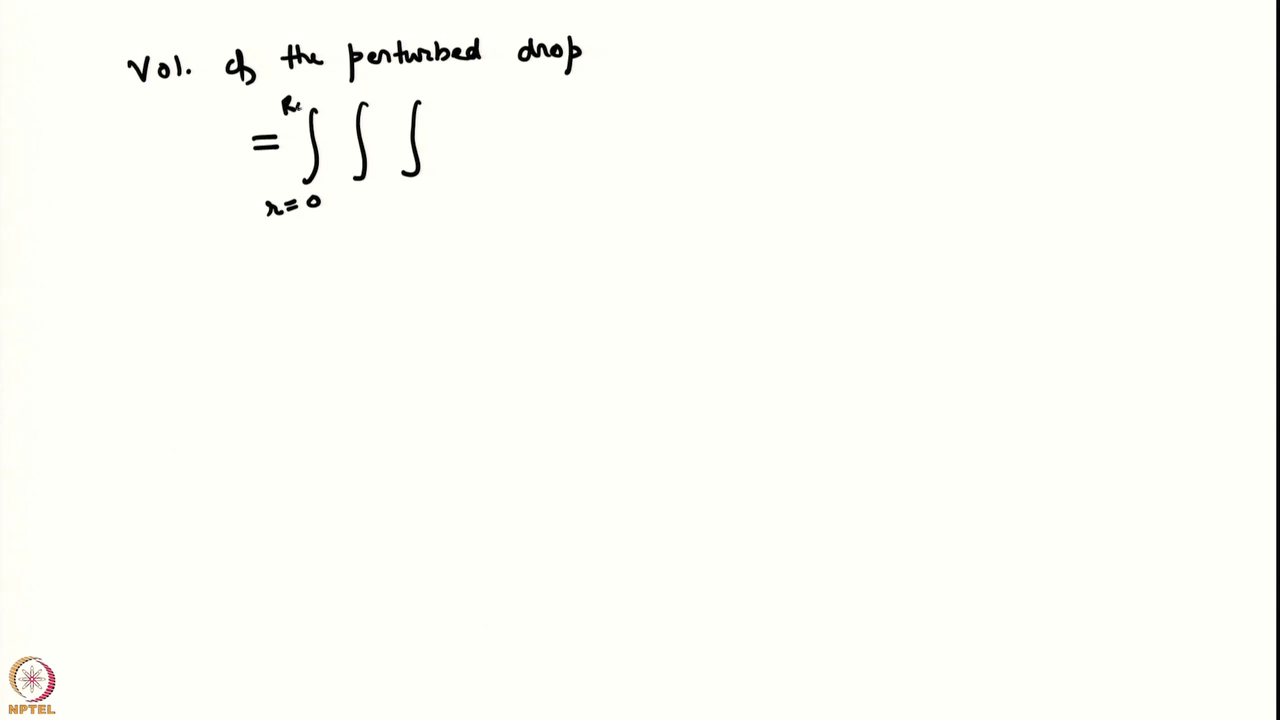 Vol. of the perturbed drop
= ∫ ∫ ∫
r=0
NPTEL